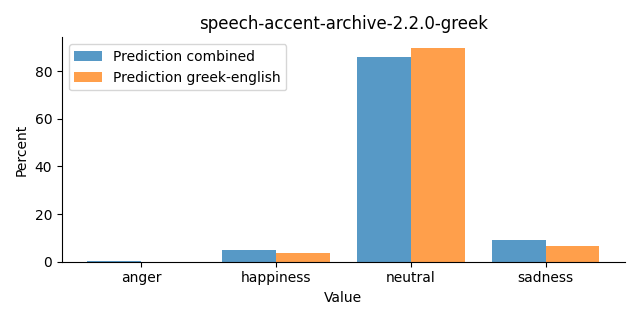 speech-accent-archive-2.2.0-greek
Prediction combined
Prediction greek-english
Percent
80
60
40
20
0
anger happiness neutral sadness
Value